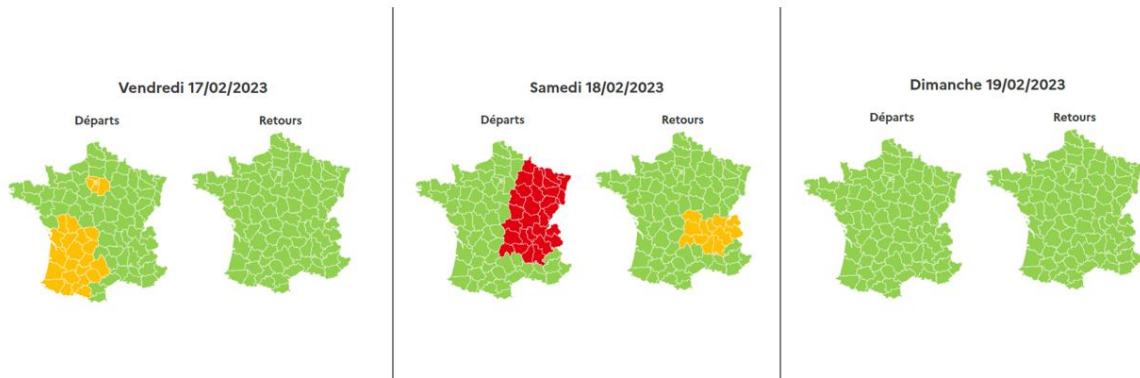 Vendredi 17/02/2023
Départs
Retours
Samedi 18/02/2023
Départs
Retours
Dimanche 19/02/2023
Départs
Retours